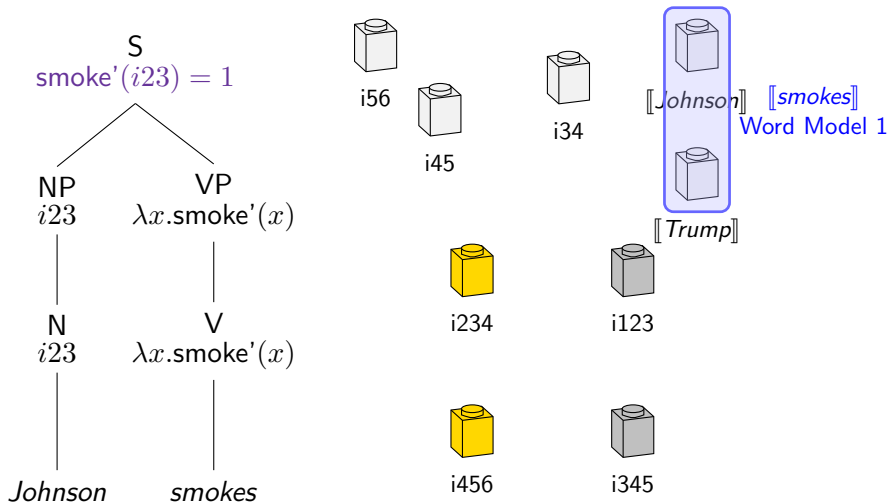 S
smoke’(i23) = 1
NP
i23
VP
λx.smoke’(x)
N
i23
V
λx.smoke’(x)
Johnson
smokes
i56
i45
i34
⟦Johnson⟧
⟦smokes⟧
Word Model 1
⟦Trump⟧
i234
i123
i456
i345